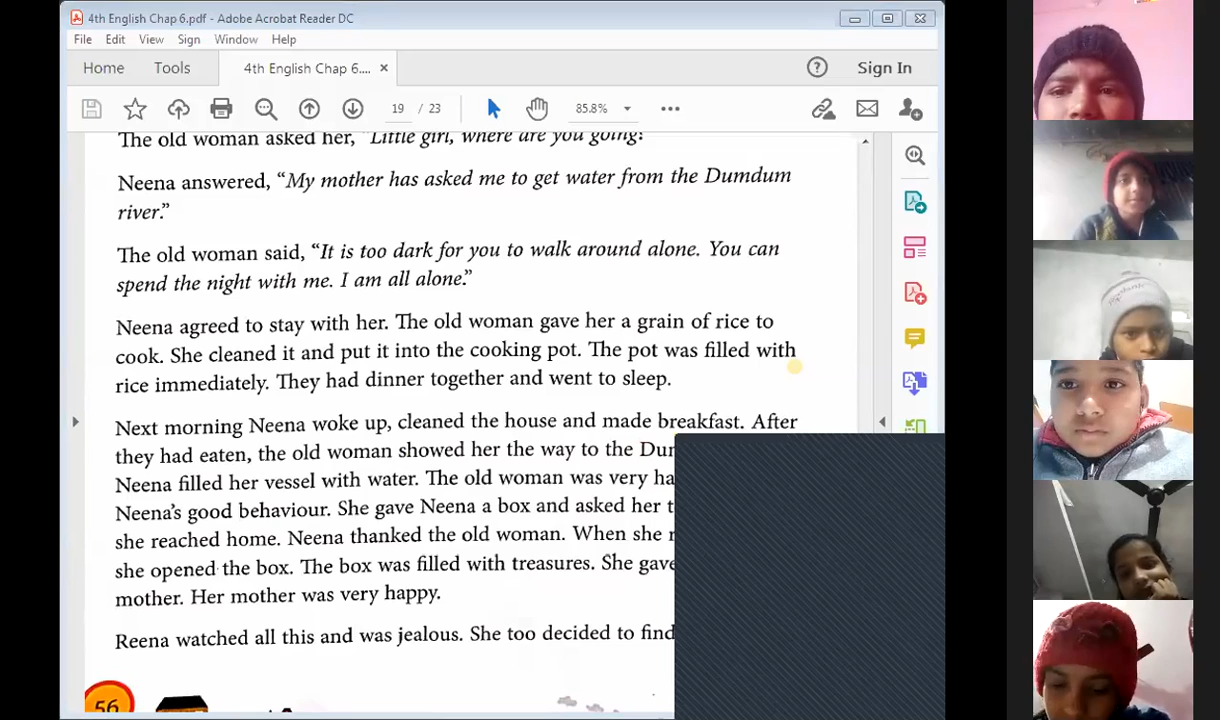 4th English Chap 6.pdf - Adobe Acrobat Reader DC
File Edit View Sign Window Help
Home Tools 4th English Chap 6.... × ? Sign In
19 / 23 85.8%
The old woman asked her, “Little girl, where are you going?
Neena answered, “My mother has asked me to get water from the Dumdum
river.”
The old woman said, “It is too dark for you to walk around alone. You can
spend the night with me. I am all alone.”
Neena agreed to stay with her. The old woman gave her a grain of rice to
cook. She cleaned it and put it into the cooking pot. The pot was filled with
rice immediately. They had dinner together and went to sleep.
Next morning Neena woke up, cleaned the house and made breakfast. After
they had eaten, the old woman showed her the way to the Dum
Neena filled her vessel with water. The old woman was very ha
Neena’s good behaviour. She gave Neena a box and asked her t
she reached home. Neena thanked the old woman. When she r
she opened the box. The box was filled with treasures. She gave
mother. Her mother was very happy.
Reena watched all this and was jealous. She too decided to find
56